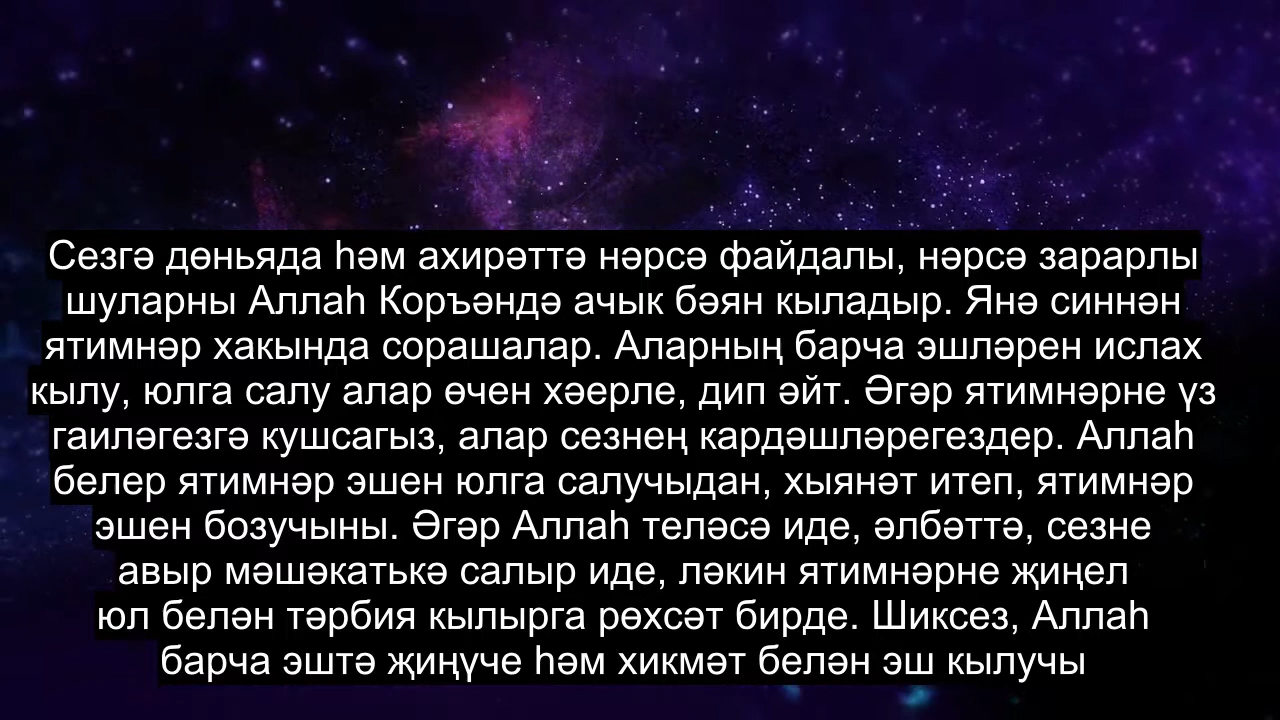 Сезгә дөньяда һәм ахирәттә нәрсә файдалы, нәрсә зарарлы
шуларны Аллаһ Коръәндә ачык бәян кыладыр. Янә синнән
ятимнәр хакында сорашалар. Аларның барча эшләрен ислах
кылу, юлга салу алар өчен хәерле, дип әйт. Әгәр ятимнәрне үз
гаиләгезгә кушсагыз, алар сезнең кардәшләрегездер. Аллаһ
белер ятимнәр эшен юлга салучыдан, хыянәт итеп, ятимнәр
эшен бозучыны. Әгәр Аллаһ теләсә иде, әлбәттә, сезне
авыр мәшәкатькә салыр иде, ләкин ятимнәрне җиңел
юл белән тәрбия кылырга рөхсәт бирде. Шиксез, Аллаһ
барча эштә җиңүче һәм хикмәт белән эш кылучы